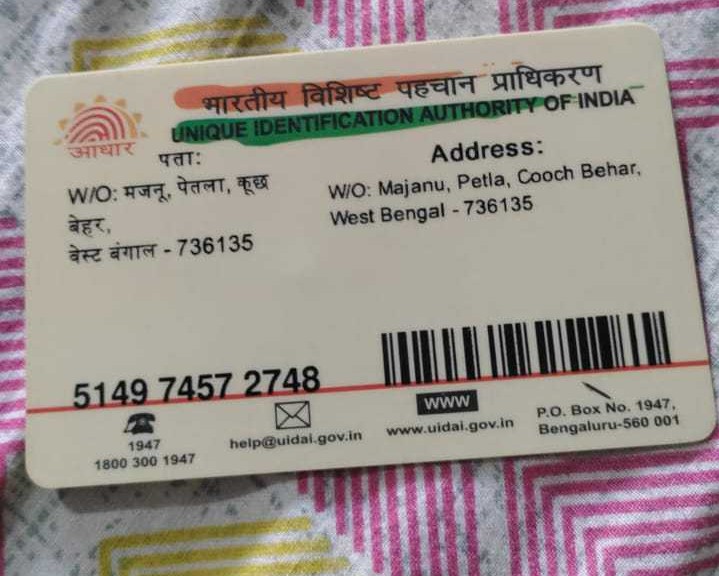 भारतीय विशिष्ट पहचान प्राधिकरण
UNIQUE IDENTIFICATION AUTHORITY OF INDIA
आधार
पता:
W/O: मजनू, पेतला, कूछ
बेहर,
वेस्ट बंगाल - 736135
Address:
W/O: Majanu, Petla, Cooch Behar,
West Bengal - 736135
5149 7457 2748
1947
1800 300 1947
help@uidai.gov.in
WWW
www.uidai.gov.in
P.O. Box No. 1947,
Bengaluru-560 001